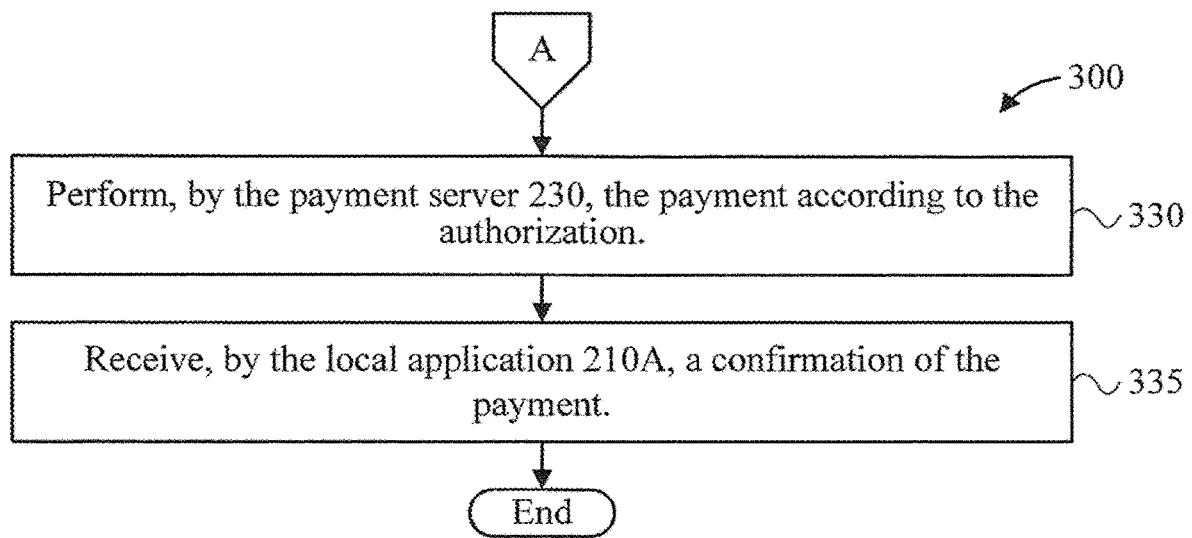 A
300
Perform, by the payment server 230, the payment according to the
authorization.
330
Receive, by the local application 210A, a confirmation of the
payment.
335
End